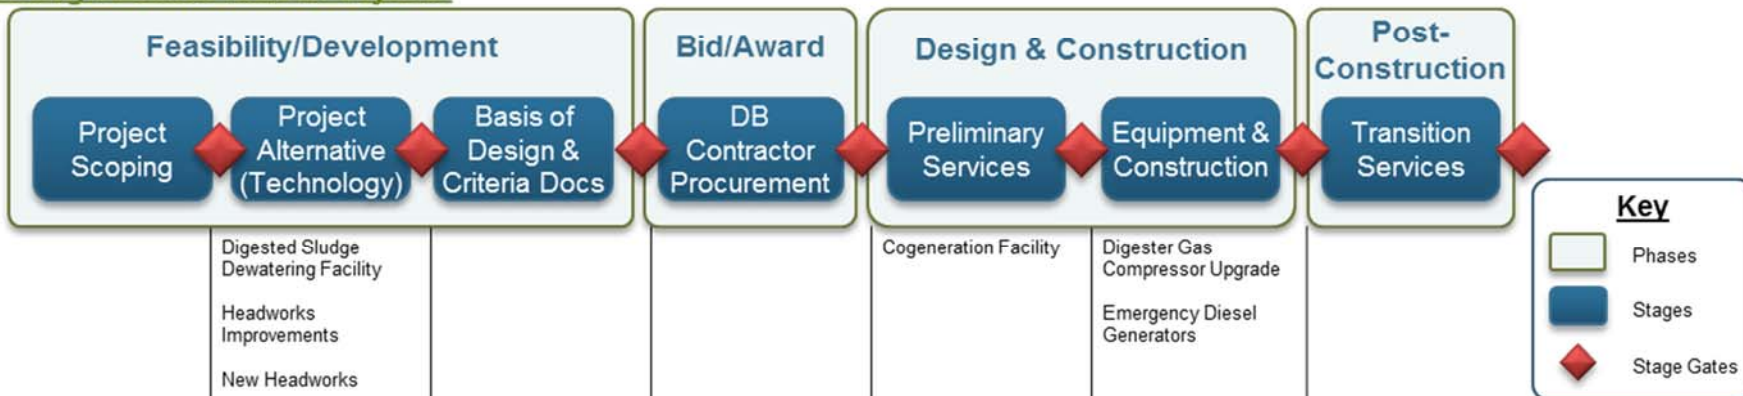 Feasibility/Development
Bid/Award
Design & Construction
Post-
Construction
Project
Scoping
Project
Alternative
(Technology)
Basis of
Design &
Criteria Docs
DB
Contractor
Procurement
Preliminary
Services
Equipment &
Construction
Transition
Services
Digested Sludge
Dewatering Facility
Headworks
Improvements
New Headworks
Cogeneration Facility
Digester Gas
Compressor Upgrade
Emergency Diesel
Generators
Key
Phases
Stages
Stage Gates